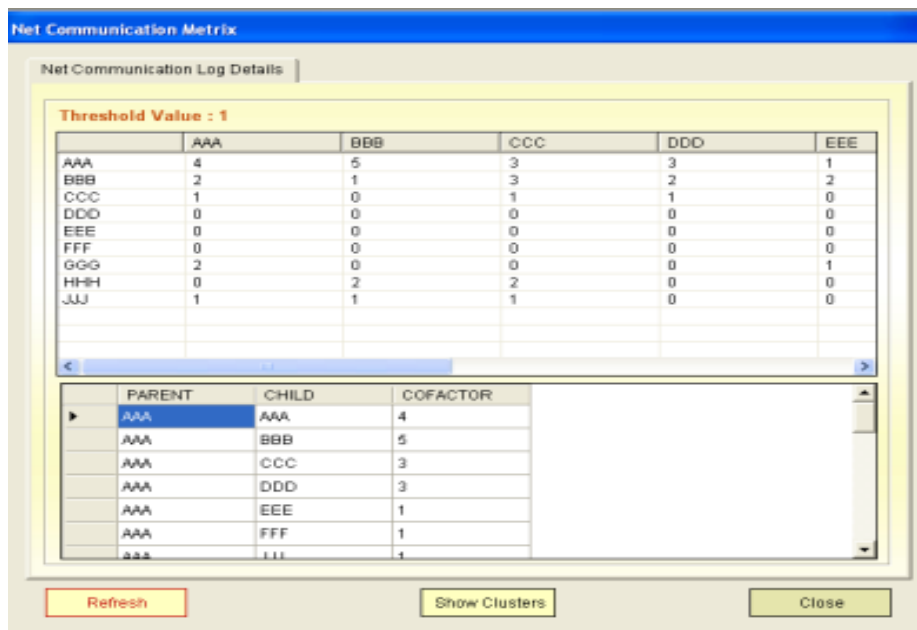 Net Communication Metrix
Net Communication Log Details
Threshold Value : 1
AAA BBB CCC DDD EEE
AAA 4 5 3 3 1
BBB 2 1 3 2 2
CCC 1 0 1 1 0
DDD 0 0 0 0 0
EEE 0 0 0 0 0
FFF 0 0 0 0 0
GGG 2 0 0 0 1
HHH 0 2 2 0 0
JJJ 1 1 1 0 0
PARENT CHILD COFACTOR
AAA AAA 4
AAA BBB 5
AAA CCC 3
AAA DDD 3
AAA EEE 1
AAA FFF 1
AAA JJJ 1
Refresh Show Clusters Close